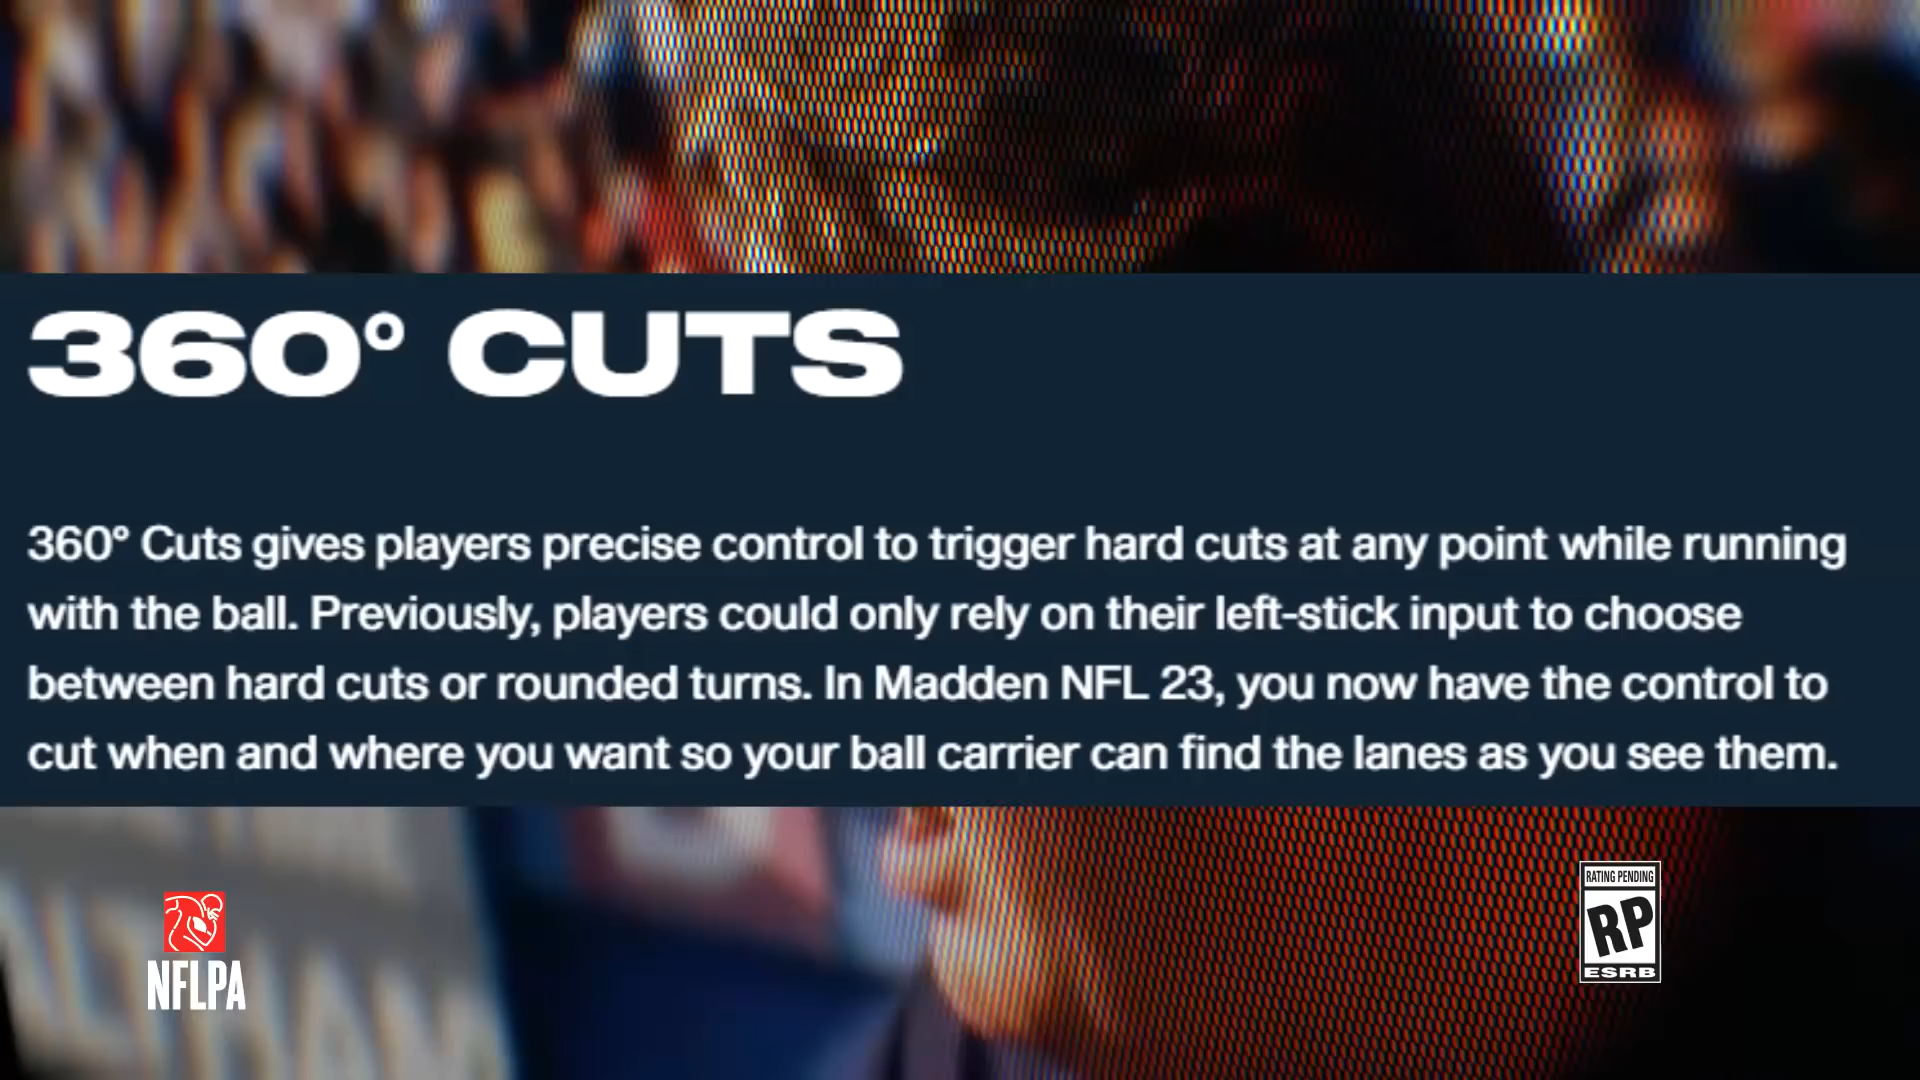 360° CUTS
360° Cuts gives players precise control to trigger hard cuts at any point while running
with the ball. Previously, players could only rely on their left-stick input to choose
between hard cuts or rounded turns. In Madden NFL 23, you now have the control to
cut when and where you want so your ball carrier can find the lanes as you see them.
NFLPA
RATING PENDING
RP
ESRB